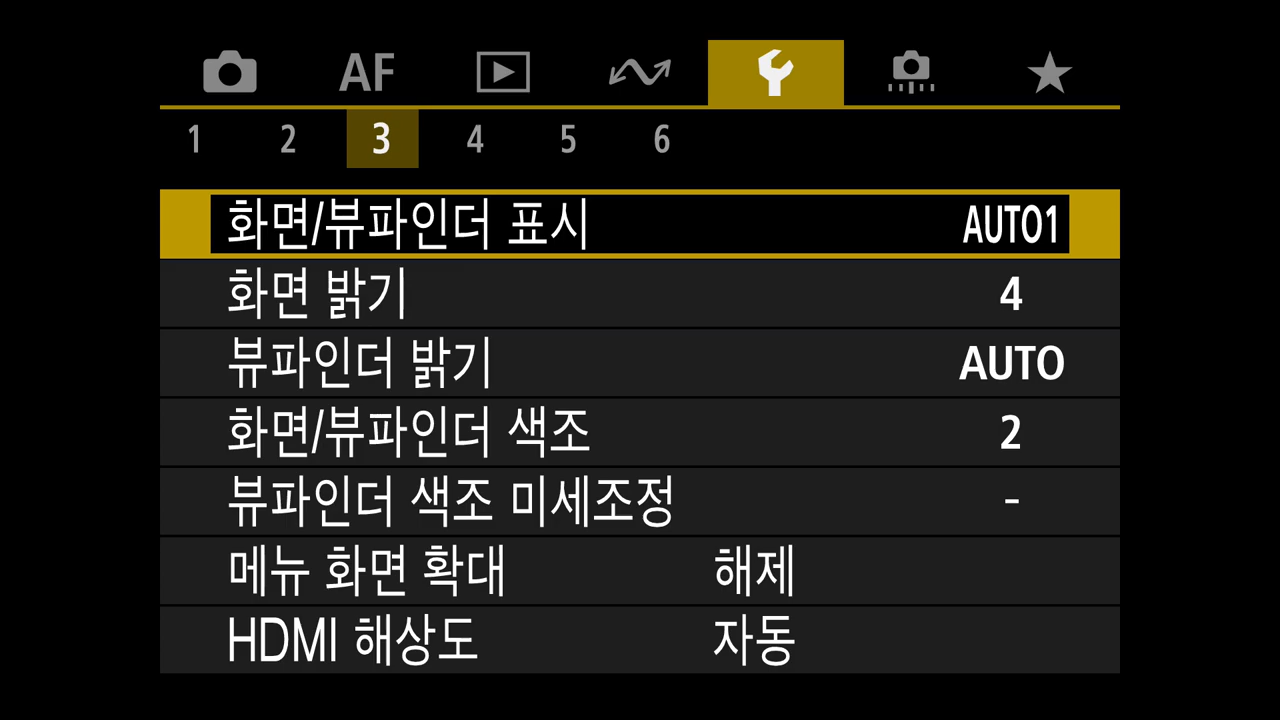 AF
1 2 3 4 5 6
화면/뷰파인더 표시 AUTO1
화면 밝기 4
뷰파인더 밝기 AUTO
화면/뷰파인더 색조 2
뷰파인더 색조 미세조정 -
메뉴 화면 확대 해제
HDMI 해상도 자동